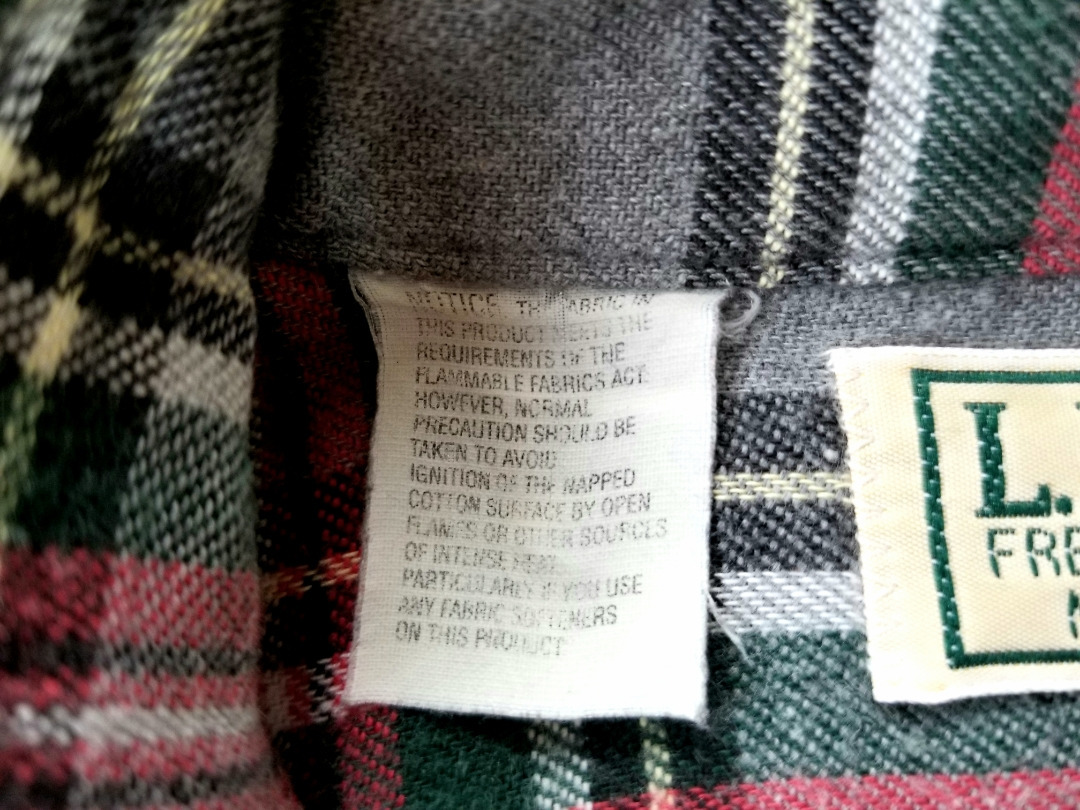 NOTICE THE FABRIC IN
THIS PRODUCT MEETS THE
REQUIREMENTS OF THE
FLAMMABLE FABRICS ACT.
HOWEVER, NORMAL
PRECAUTION SHOULD BE
TAKEN TO AVOID
IGNITION OF THE NAPPED
COTTON SURFACE BY OPEN
FLAMES OR OTHER SOURCES
OF INTENSE HEAT.
PARTICULARLY IF YOU USE
ANY FABRIC SOFTENERS
ON THIS PRODUCT
L.
FRE